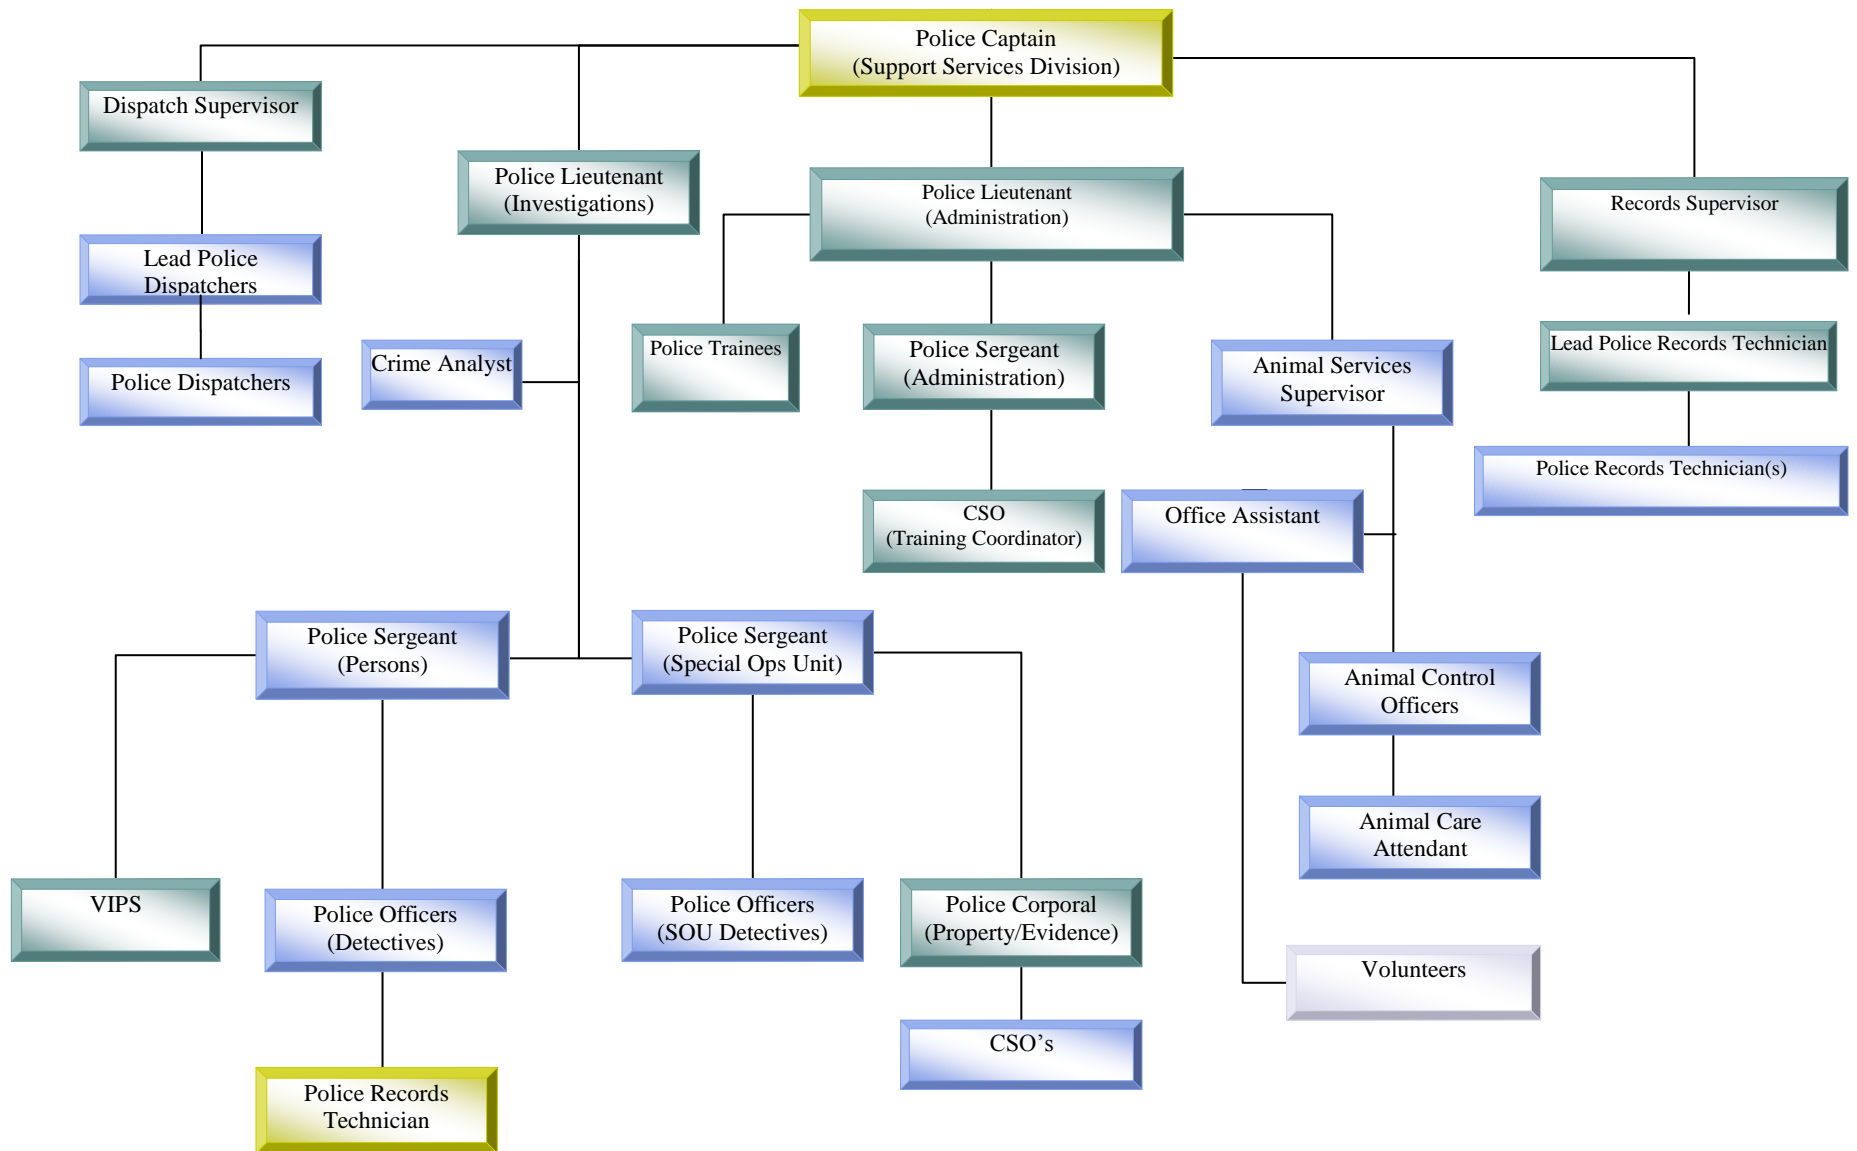 Police Captain
(Support Services Division)
Dispatch Supervisor
Police Lieutenant
(Investigations)
Police Lieutenant
(Administration)
Records Supervisor
Lead Police
Dispatchers
Police Dispatchers
Crime Analyst
Police Trainees
Police Sergeant
(Administration)
Animal Services
Supervisor
Lead Police Records Technician
Police Records Technician(s)
CSO
(Training Coordinator)
Office Assistant
Police Sergeant
(Persons)
Police Sergeant
(Special Ops Unit)
Animal Control
Officers
Animal Care
Attendant
VIPS
Police Officers
(Detectives)
Police Officers
(SOU Detectives)
Police Corporal
(Property/Evidence)
Volunteers
CSO’s
Police Records
Technician